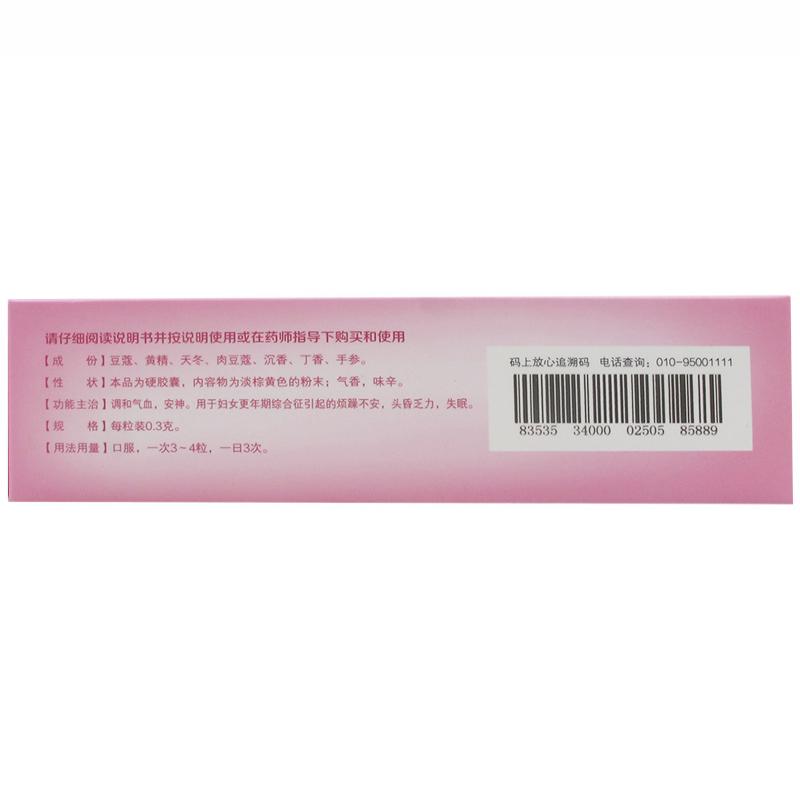 请仔细阅读说明书并按说明使用或在药师指导下购买和使用
【成　　份】豆蔻、黄精、天冬、肉豆蔻、沉香、丁香、手参。
【性　　状】本品为硬胶囊，内容物为淡棕黄色的粉末；气香，味辛。
【功能主治】调和气血，安神。用于妇女更年期综合征引起的烦躁不安，头昏乏力，失眠。
【规　　格】每粒装0.3克。
【用法用量】口服，一次3～4粒，一日3次。
码上放心追溯码　电话查询：010-95001111
83535 34000 02505 85889